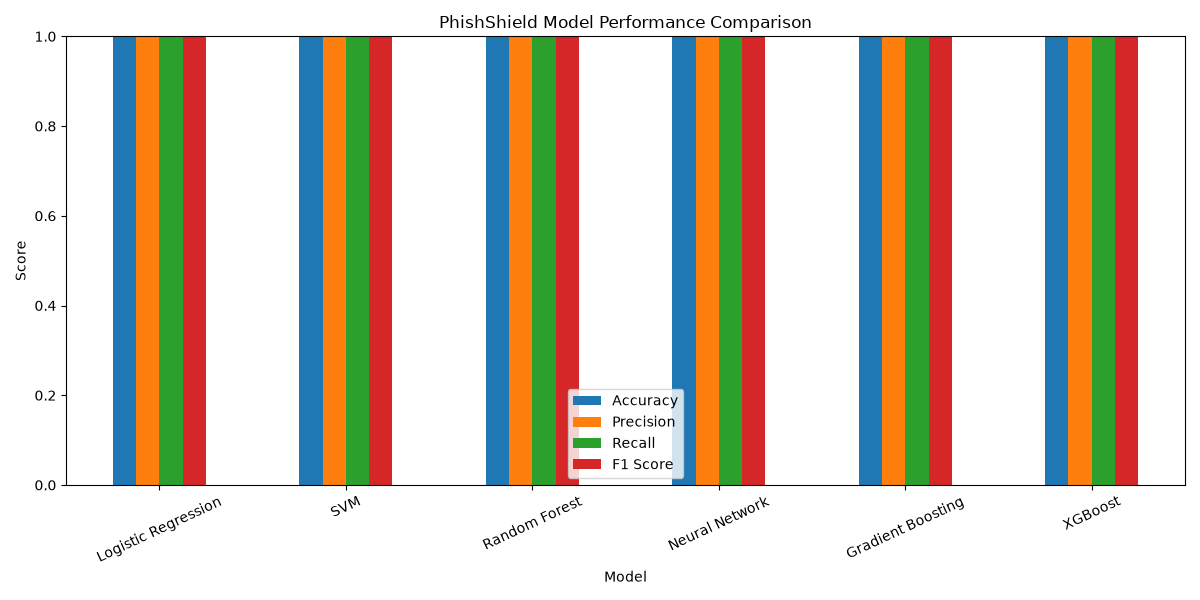 PhishShield Model Performance Comparison
1.0
0.8
0.6
0.4
0.2
0.0
Score
Accuracy
Precision
Recall
F1 Score
Logistic Regression
SVM
Random Forest
Neural Network
Gradient Boosting
XGBoost
Model